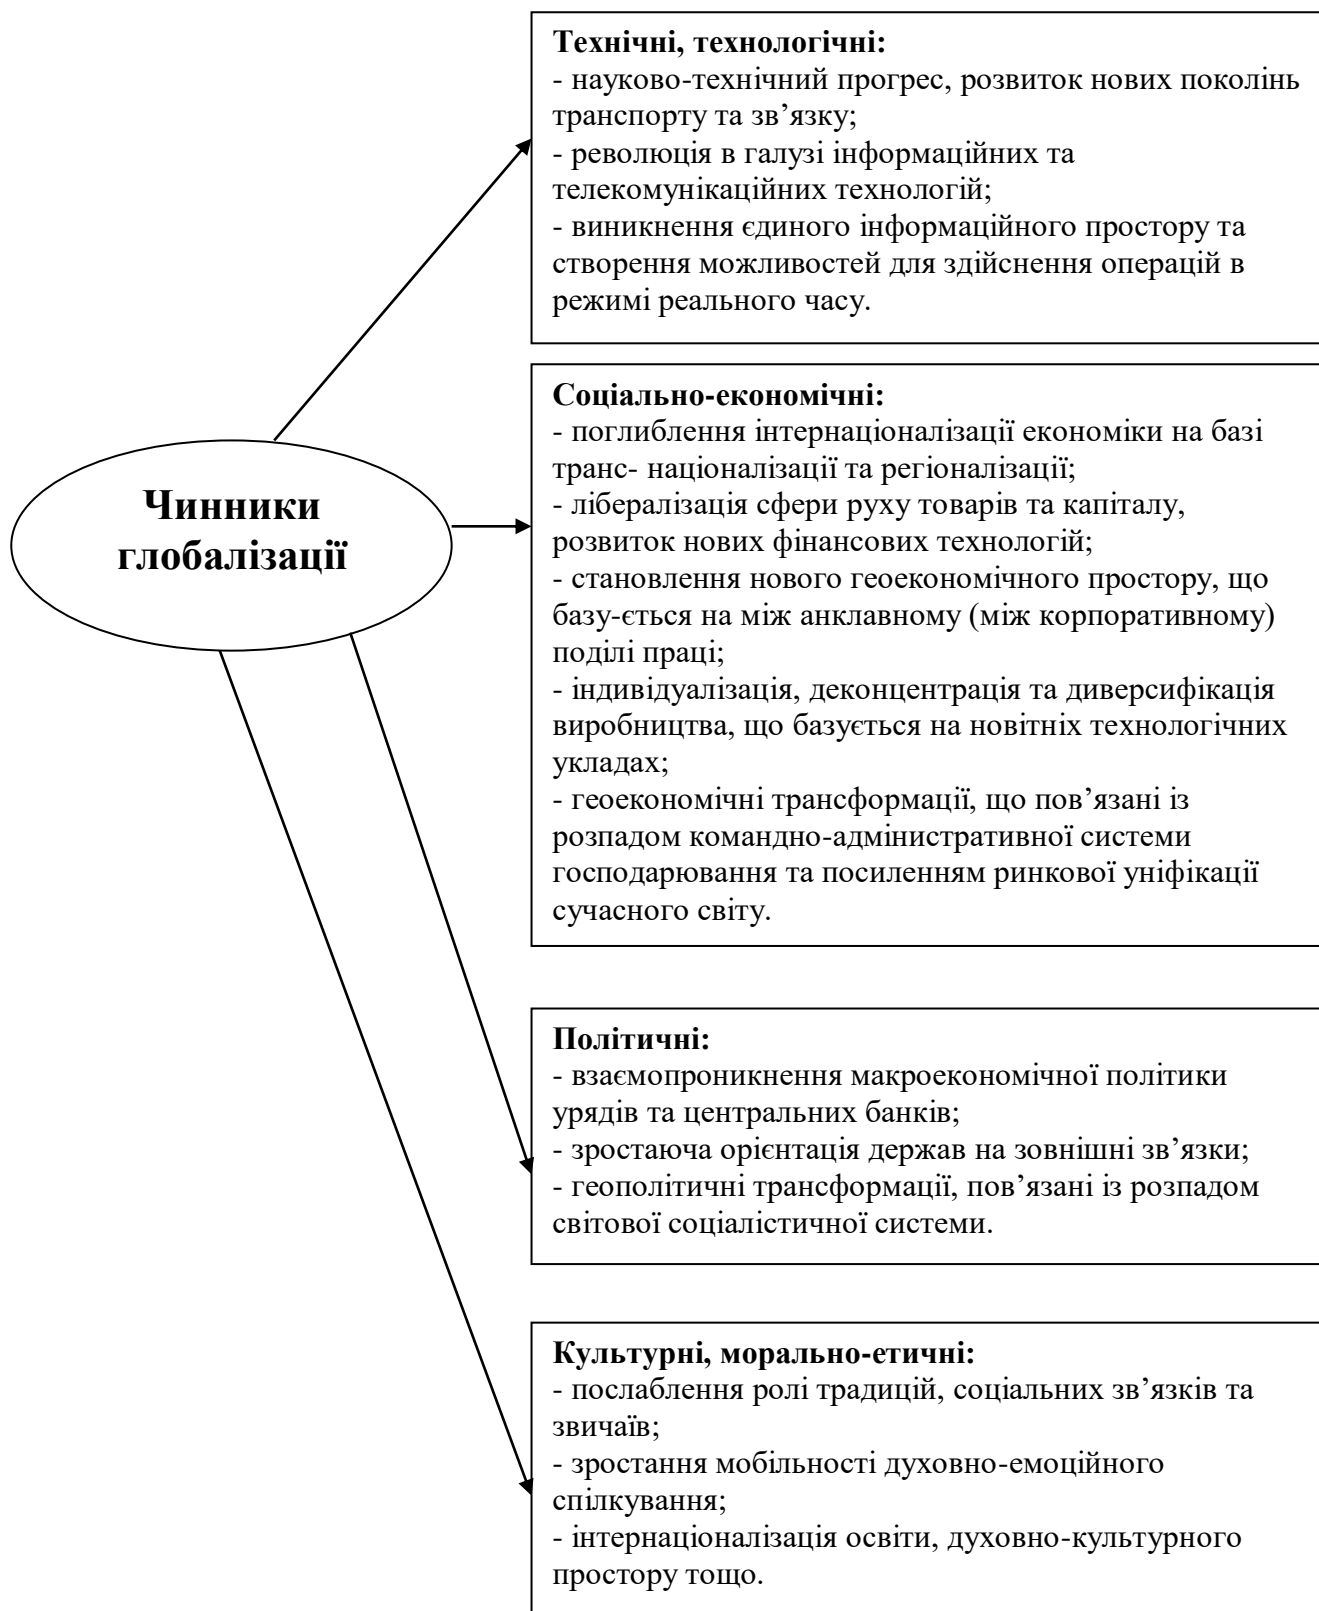 Технічні, технологічні:
- науково-технічний прогрес, розвиток нових поколінь
транспорту та зв’язку;
- революція в галузі інформаційних та
телекомунікаційних технологій;
- виникнення єдиного інформаційного простору та
створення можливостей для здійснення операцій в
режимі реального часу.
Соціально-економічні:
- поглиблення інтернаціоналізації економіки на базі
транс- націоналізації та регіоналізації;
- лібералізація сфери руху товарів та капіталу,
розвиток нових фінансових технологій;
- становлення нового геоекономічного простору, що
базу-ється на між анклавному (між корпоративному)
поділі праці;
- індивідуалізація, деконцентрація та диверсифікація
виробництва, що базується на новітніх технологічних
укладах;
- геоекономічні трансформації, що пов’язані із
розпадом командно-адміністративної системи
господарювання та посиленням ринкової уніфікації
сучасного світу.
Чинники
глобалізації
Політичні:
- взаємопроникнення макроекономічної політики
урядів та центральних банків;
- зростаюча орієнтація держав на зовнішні зв’язки;
- геополітичні трансформації, пов’язані із розпадом
світової соціалістичної системи.
Культурні, морально-етичні:
- послаблення ролі традицій, соціальних зв’язків та
звичаїв;
- зростання мобільності духовно-емоційного
спілкування;
- інтернаціоналізація освіти, духовно-культурного
простору тощо.